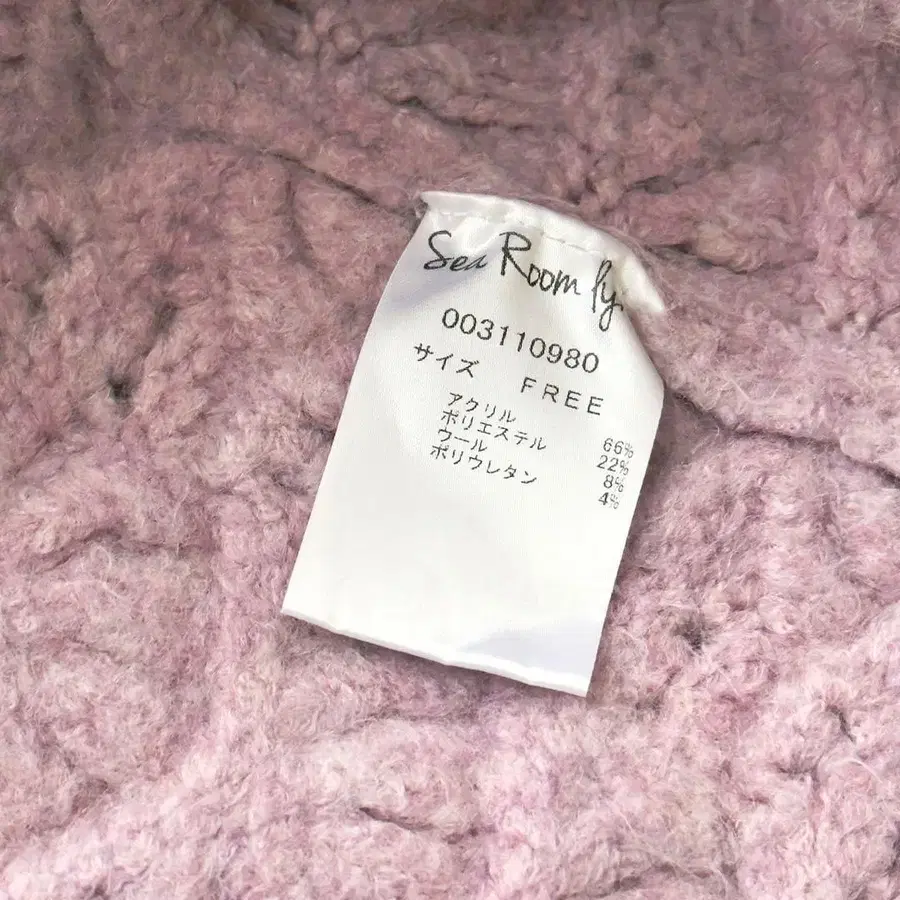 Sea Room lynn
003110980
サイズ FREE
アクリル 66%
ポリエステル 22%
ウール 8%
ポリウレタン 4%